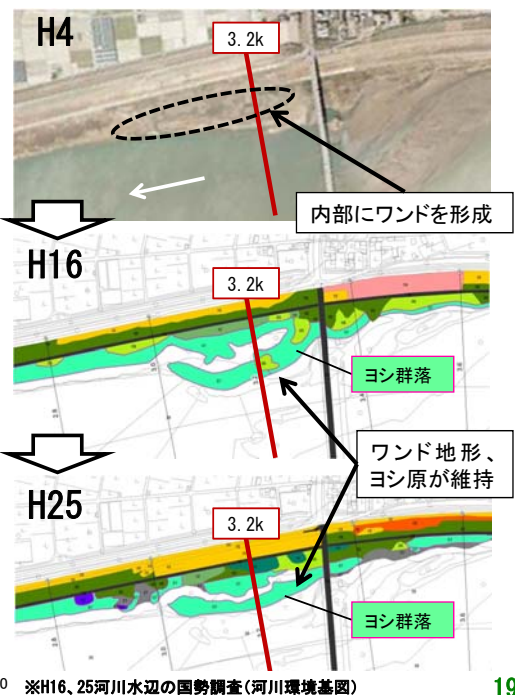 H4
3.2k
内部にワンドを形成
H16
3.2k
ヨシ群落
ワンド地形、
ヨシ原が維持
H25
3.2k
ヨシ群落
0 ※H16、25河川水辺の国勢調査(河川環境基図)
19